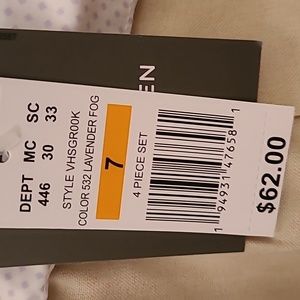 DEPT MC SC
446 30 33
STYLE VHSGR00K
COLOR 532 LAVENDER FOG
7
4 PIECE SET
1 94931 47658 1
$62.00